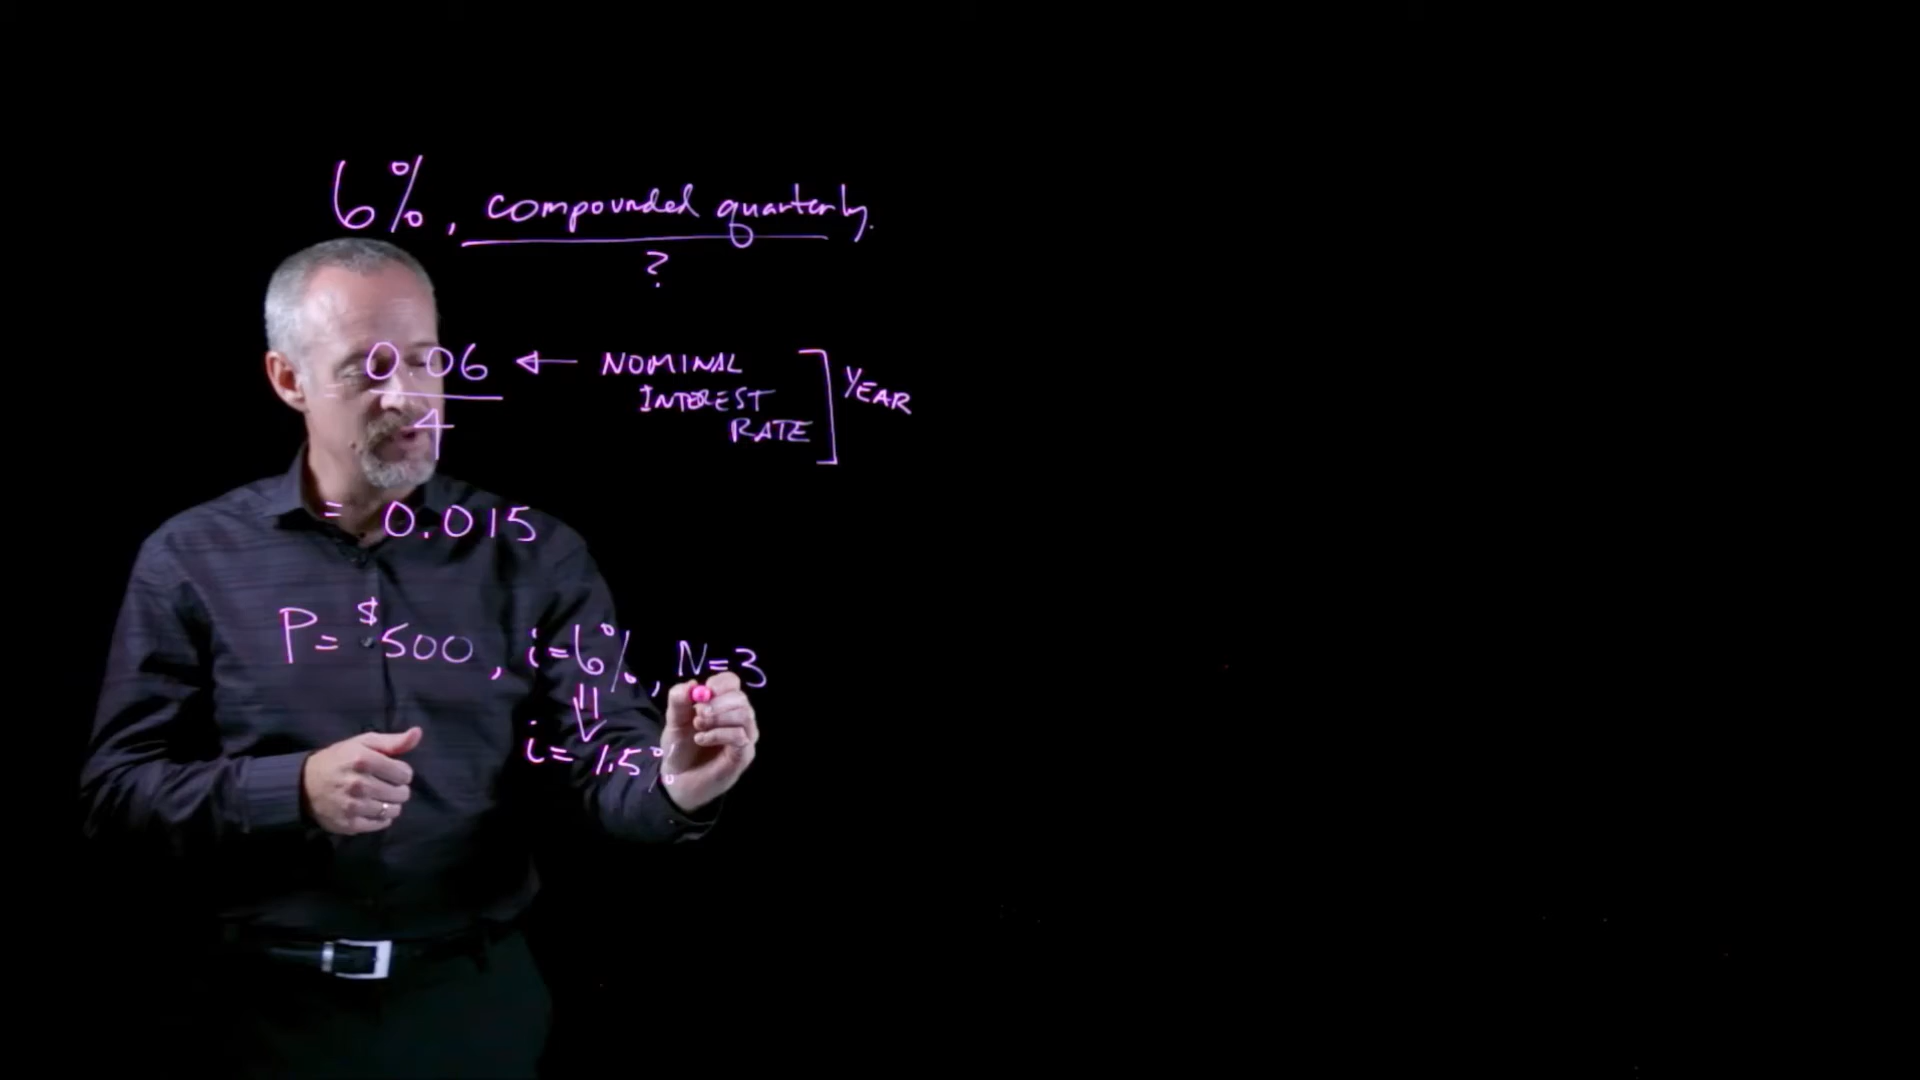 6%, compounded quarterly.
?
= 0.06 ← NOMINAL INTEREST RATE ] YEAR
4
= 0.015
P = $500, i = 6%, N = 3
⇓
i = 1.5%